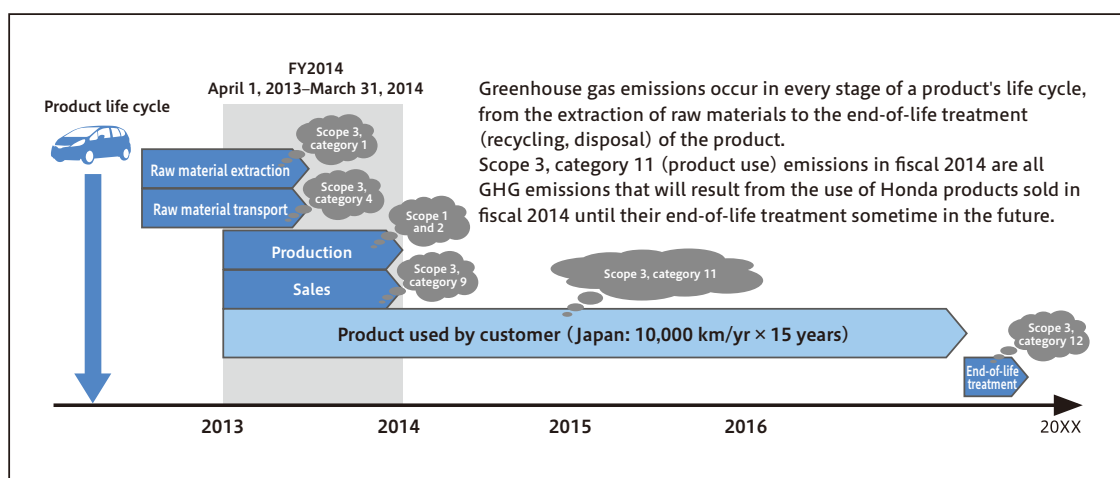 FY2014
April 1, 2013–March 31, 2014
Greenhouse gas emissions occur in every stage of a product's life cycle,
from the extraction of raw materials to the end-of-life treatment
(recycling, disposal) of the product.
Scope 3, category 11 (product use) emissions in fiscal 2014 are all
GHG emissions that will result from the use of Honda products sold in
fiscal 2014 until their end-of-life treatment sometime in the future.
Product life cycle
Scope 3,
category 1
Raw material extraction
Scope 3,
category 4
Raw material transport
Scope 1
and 2
Production
Scope 3,
category 9
Sales
Scope 3, category 11
Product used by customer (Japan: 10,000 km/yr × 15 years)
Scope 3,
category 12
End-of-life
treatment
2013
2014
2015
2016
20XX